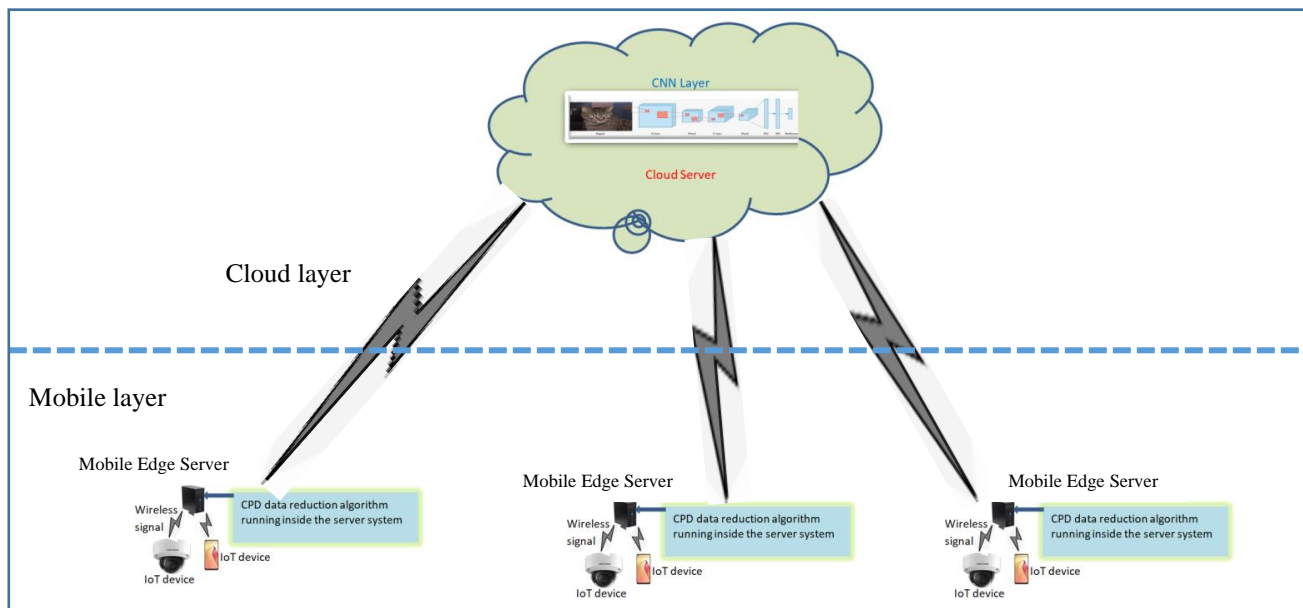 CNN Layer
Cloud Server
Cloud layer
Mobile layer
Mobile Edge Server
CPD data reduction algorithm
running inside the server system
Wireless
signal
IoT device
IoT device
Mobile Edge Server
CPD data reduction algorithm
running inside the server system
Wireless
signal
IoT device
IoT device
Mobile Edge Server
CPD data reduction algorithm
running inside the server system
Wireless
signal
IoT device
IoT device